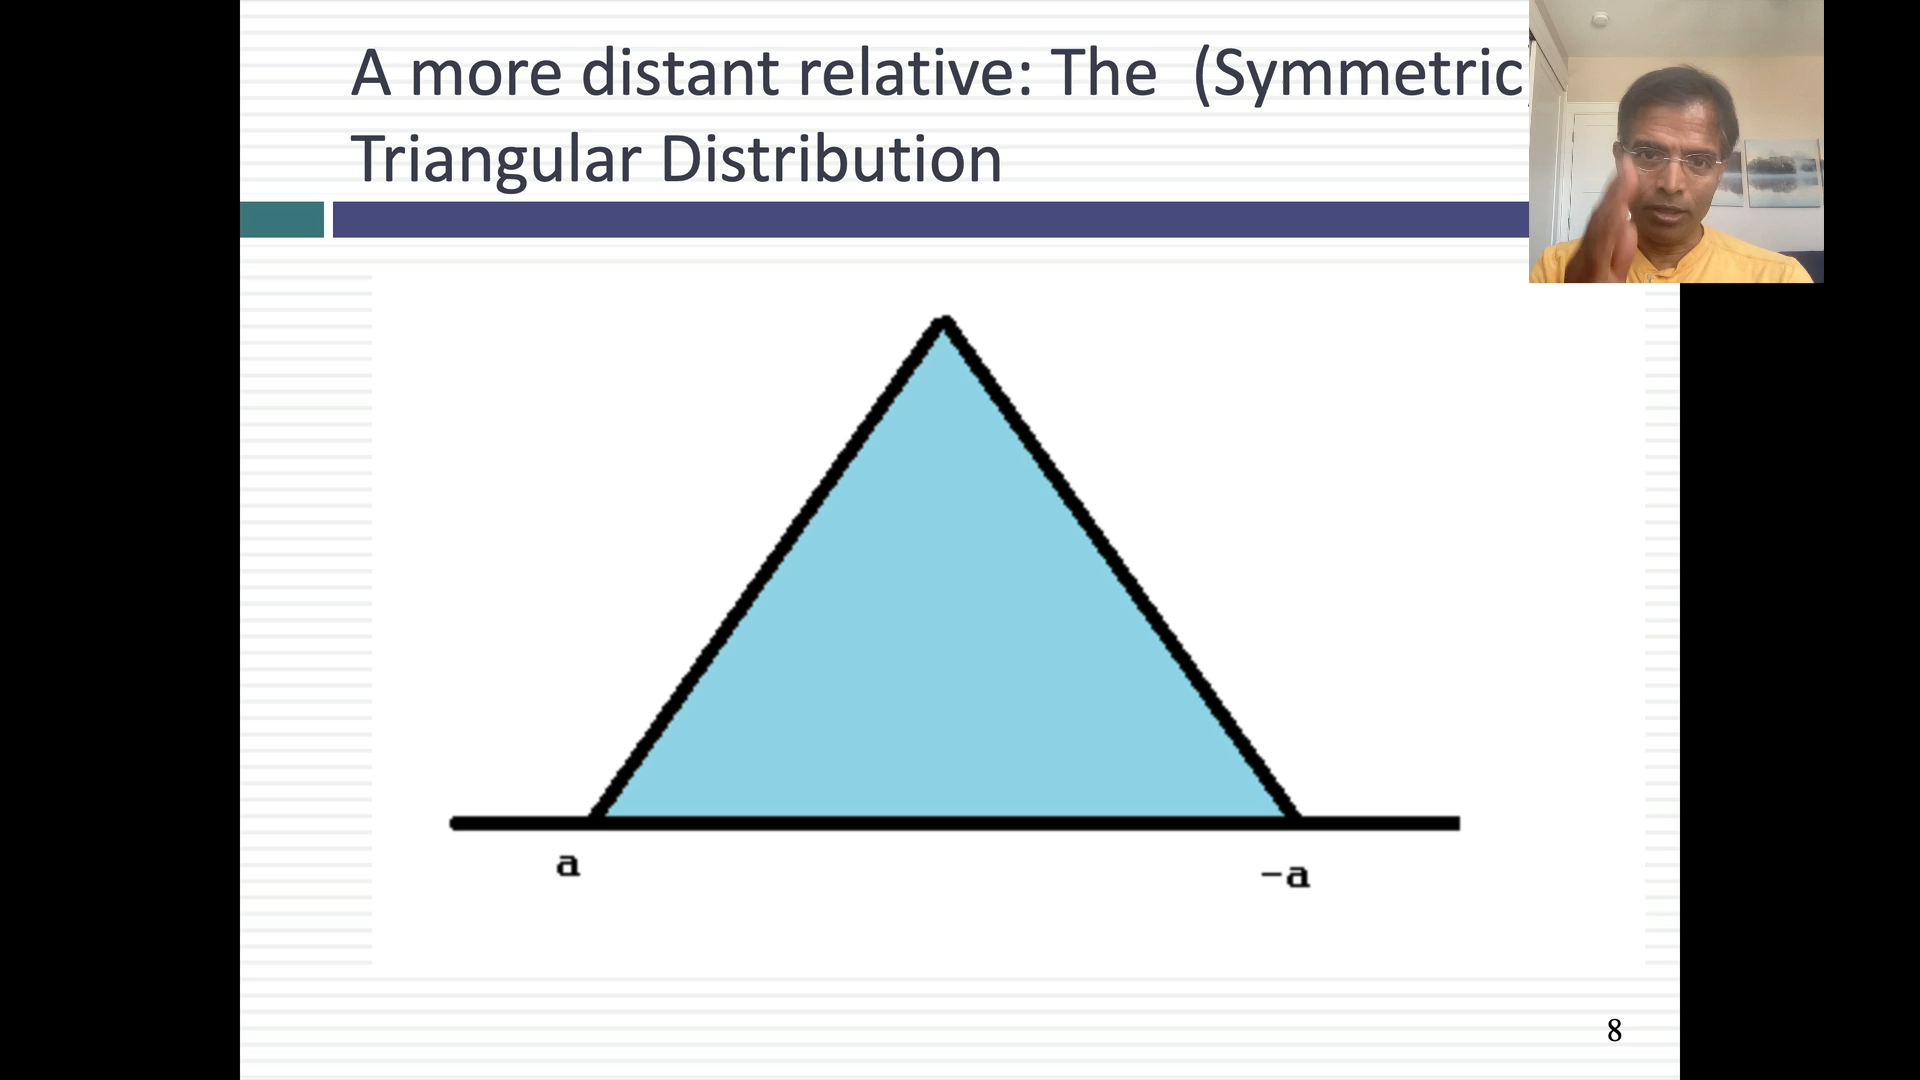 A more distant relative: The (Symmetric
Triangular Distribution
a
-a
8